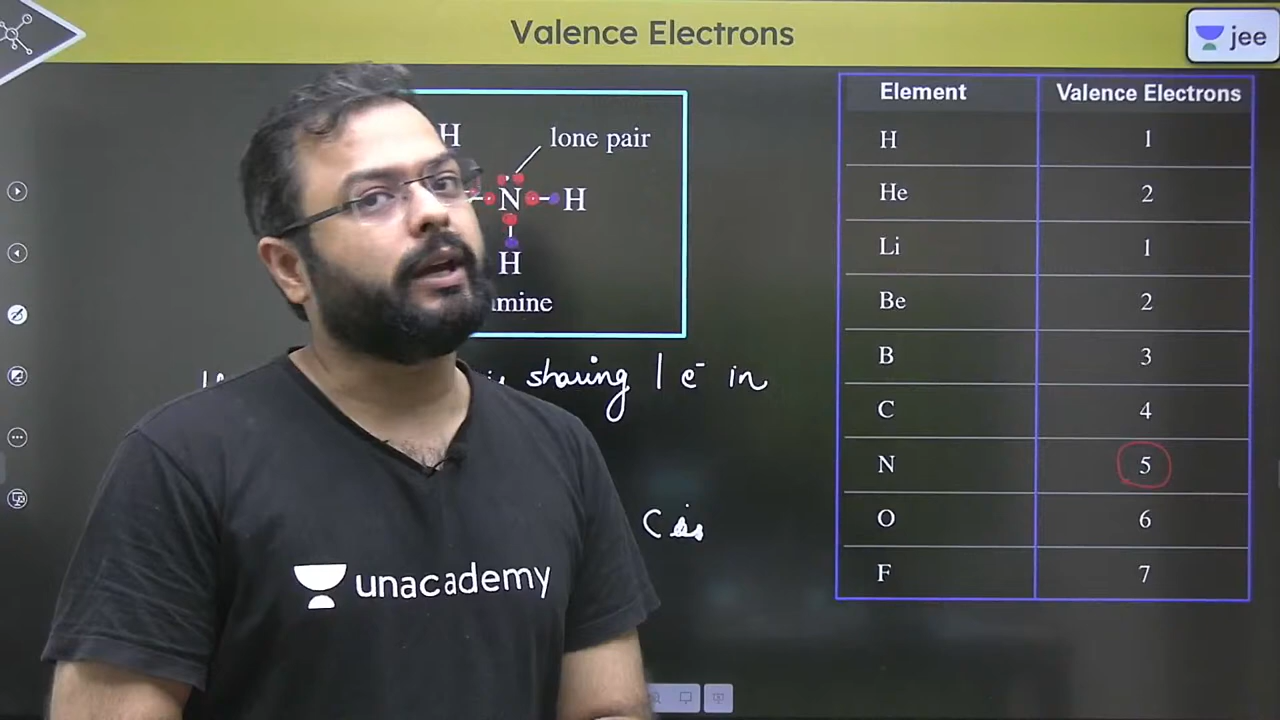 Valence Electrons
jee
Element Valence Electrons
H 1
He 2
Li 1
Be 2
B 3
C 4
N 5
O 6
F 7
H lone pair
N H
H
sharing 1 e⁻ in
C is
unacademy